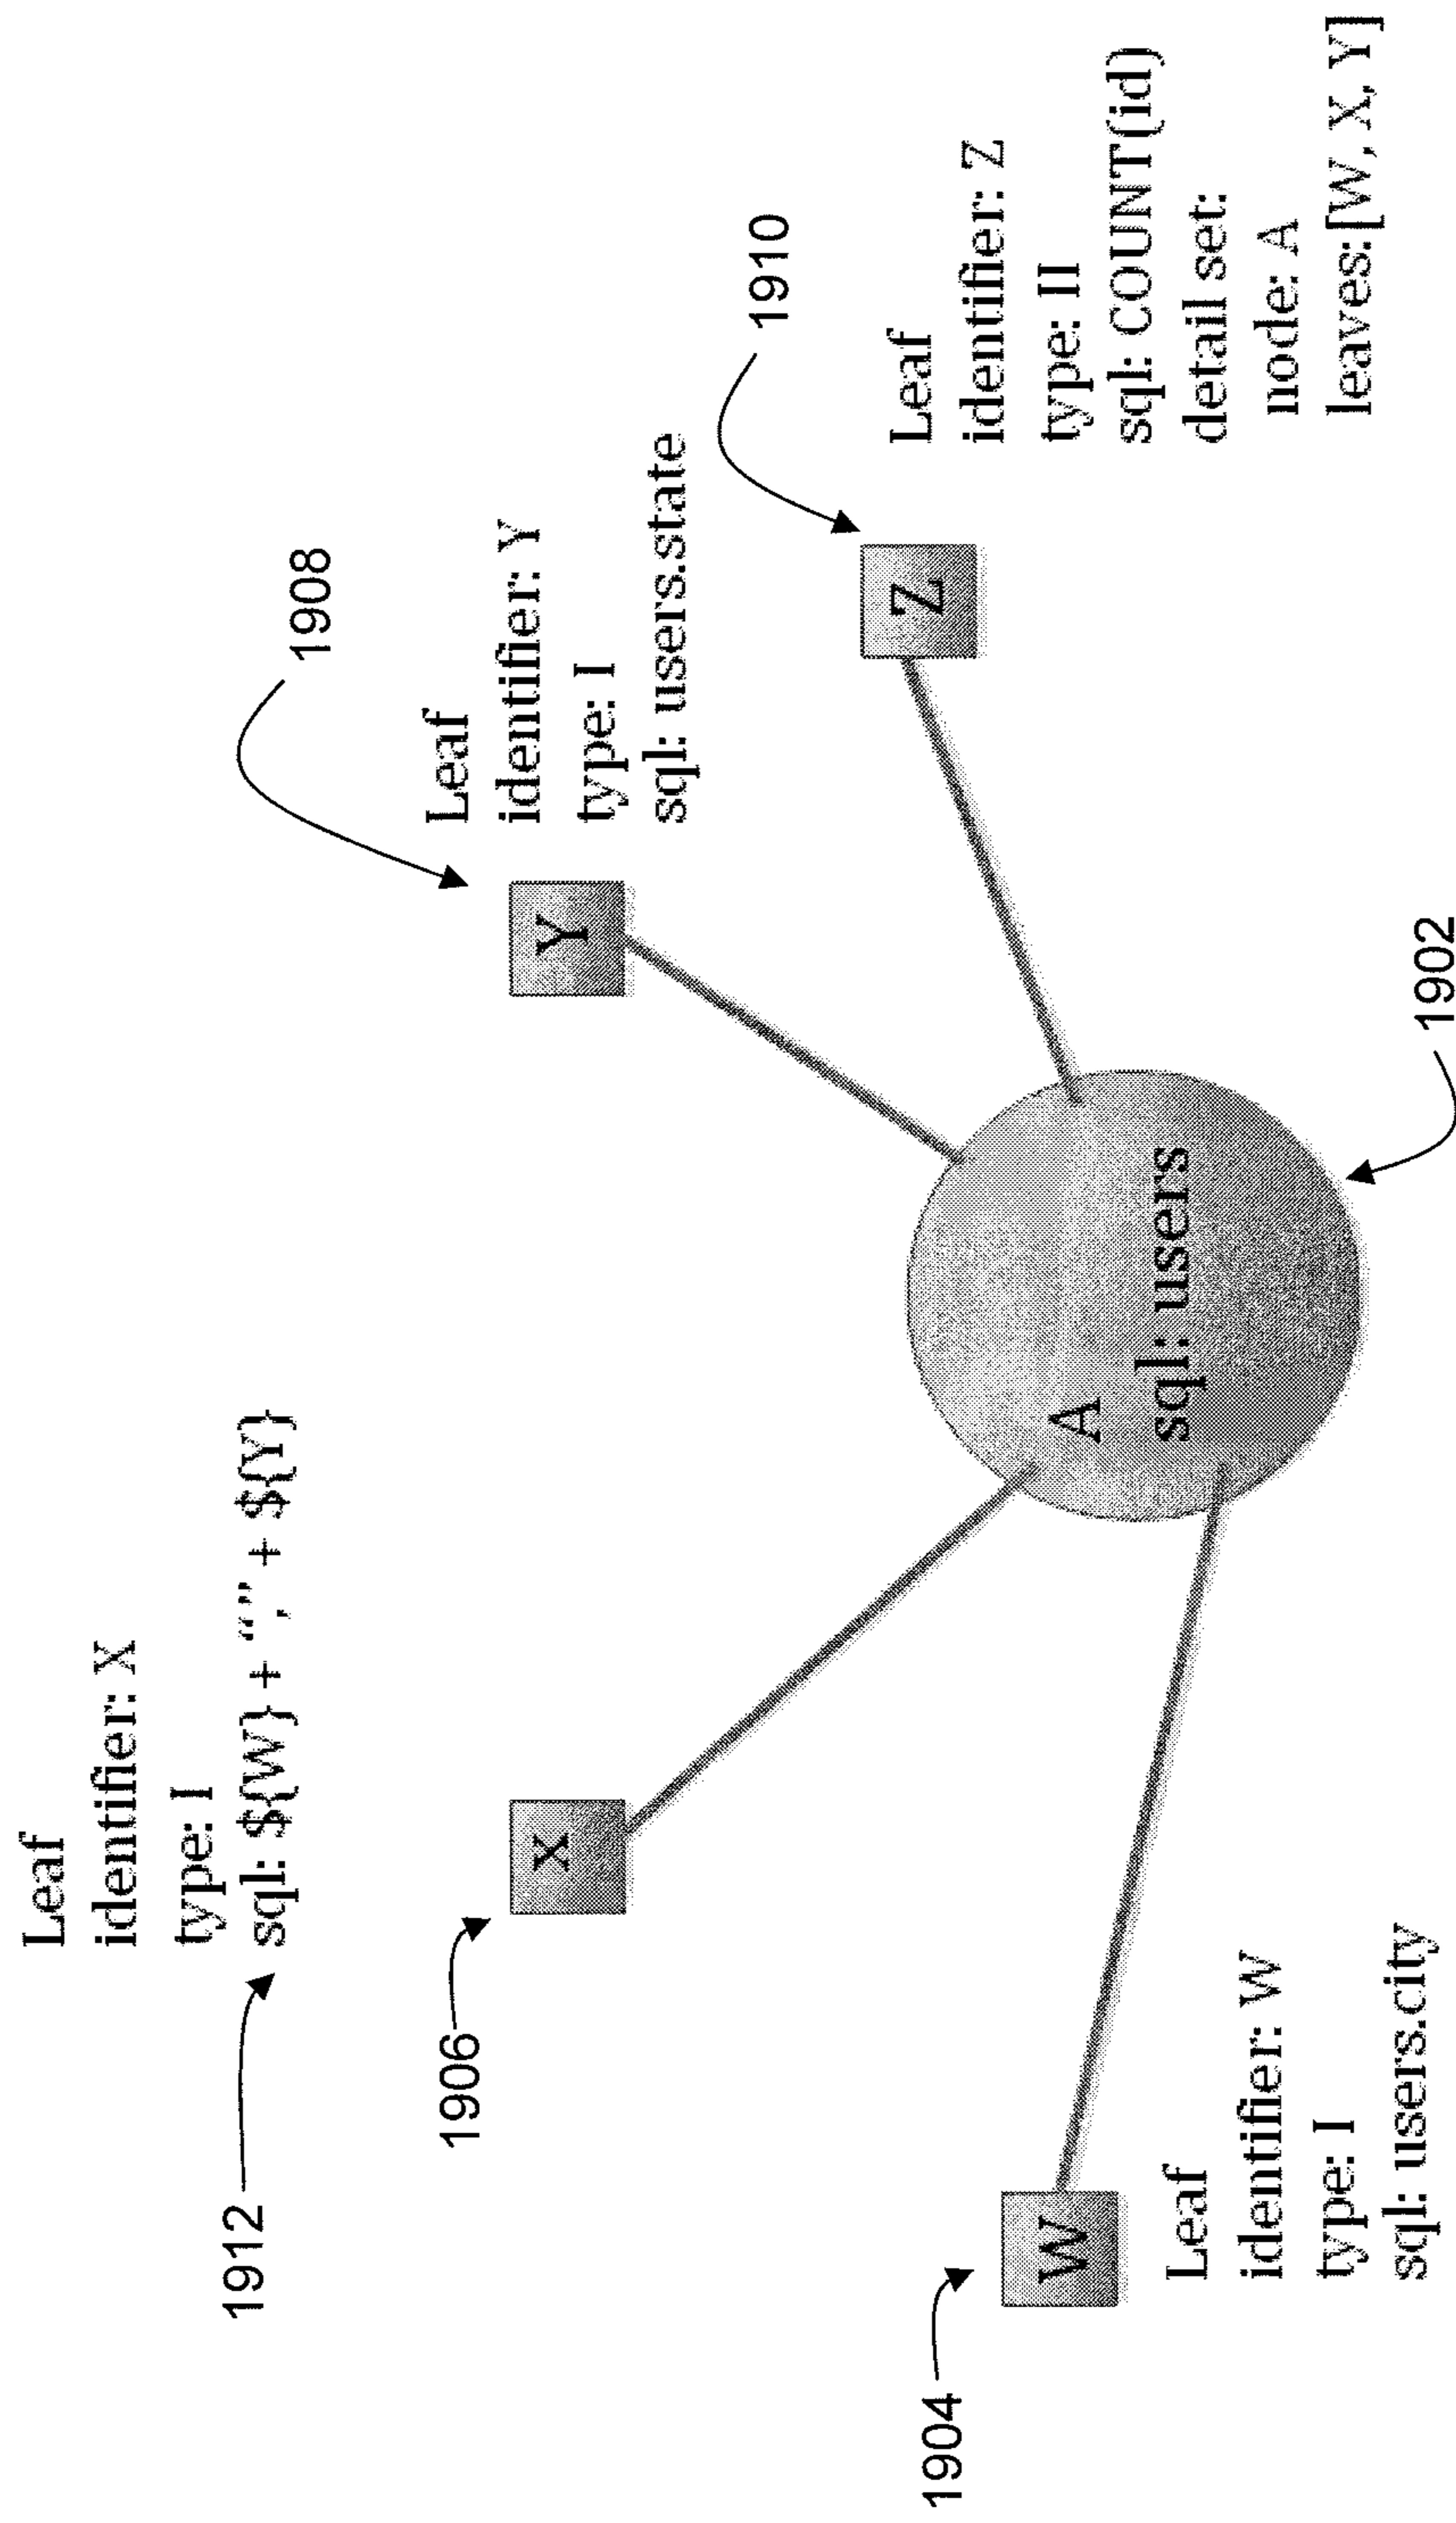 Leaf
identifier: X
type: I
1912
sql: ${W} + “,” + ${Y}
1908
1906
X
Leaf
identifier: Y
type: I
sql: users.state
Y
1910
Leaf
identifier: Z
type: II
sql: COUNT(id)
detail set:
node: A
leaves:[W, X, Y]
Z
1904
W
Leaf
identifier: W
type: I
sql: users.city
A
sql: users
1902